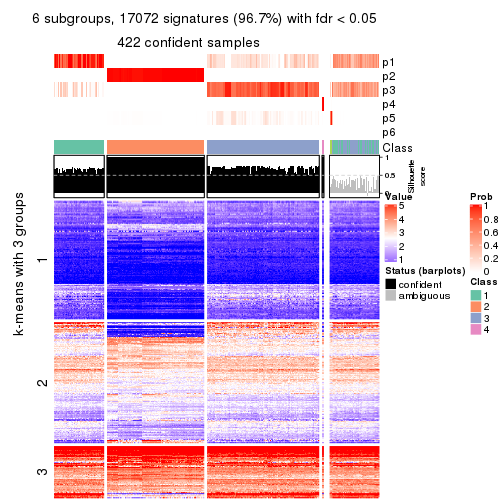 6 subgroups, 17072 signatures (96.7%) with fdr < 0.05
422 confident samples
p1
p2
p3
p4
p5
p6
Class
1
0.5
0
Silhouette
score
k-means with 3 groups
1
2
3
Value
5
4
3
2
1
Status (barplots)
confident
ambiguous
Prob
1
0.8
0.6
0.4
0.2
0
Class
1
2
3
4